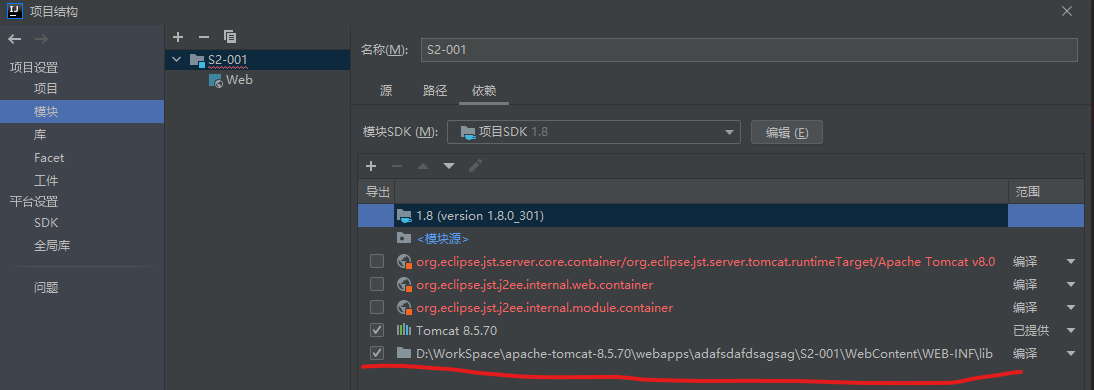 项目结构
项目设置
项目
模块
库
Facet
工件
平台设置
SDK
全局库
问题
S2-001
Web
名称(M): S2-001
源 路径 依赖
模块SDK (M): 项目SDK 1.8 编辑 (E)
导出 范围
1.8 (version 1.8.0_301)
<模块源>
org.eclipse.jst.server.core.container/org.eclipse.jst.server.tomcat.runtimeTarget/Apache Tomcat v8.0 编译
org.eclipse.jst.j2ee.internal.web.container 编译
org.eclipse.jst.j2ee.internal.module.container 编译
Tomcat 8.5.70 已提供
D:\WorkSpace\apache-tomcat-8.5.70\webapps\adafsdafdsagsag\S2-001\WebContent\WEB-INF\lib 编译